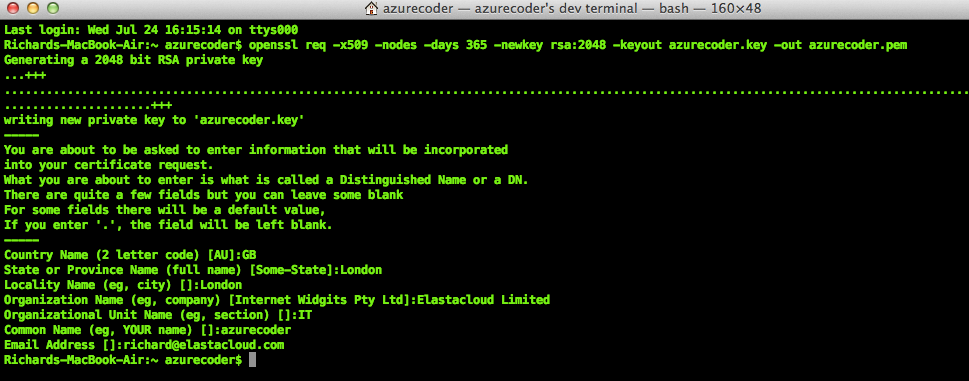 azurecoder — azurecoder's dev terminal — bash — 160×48
Last login: Wed Jul 24 16:15:14 on ttys000
Richards-MacBook-Air:~ azurecoder$ openssl req -x509 -nodes -days 365 -newkey rsa:2048 -keyout azurecoder.key -out azurecoder.pem
Generating a 2048 bit RSA private key
...+++
.........................................................................................................................................
.....................+++
writing new private key to 'azurecoder.key'
-----
You are about to be asked to enter information that will be incorporated
into your certificate request.
What you are about to enter is what is called a Distinguished Name or a DN.
There are quite a few fields but you can leave some blank
For some fields there will be a default value,
If you enter '.', the field will be left blank.
-----
Country Name (2 letter code) [AU]:GB
State or Province Name (full name) [Some-State]:London
Locality Name (eg, city) []:London
Organization Name (eg, company) [Internet Widgits Pty Ltd]:Elastacloud Limited
Organizational Unit Name (eg, section) []:IT
Common Name (eg, YOUR name) []:azurecoder
Email Address []:richard@elastacloud.com
Richards-MacBook-Air:~ azurecoder$